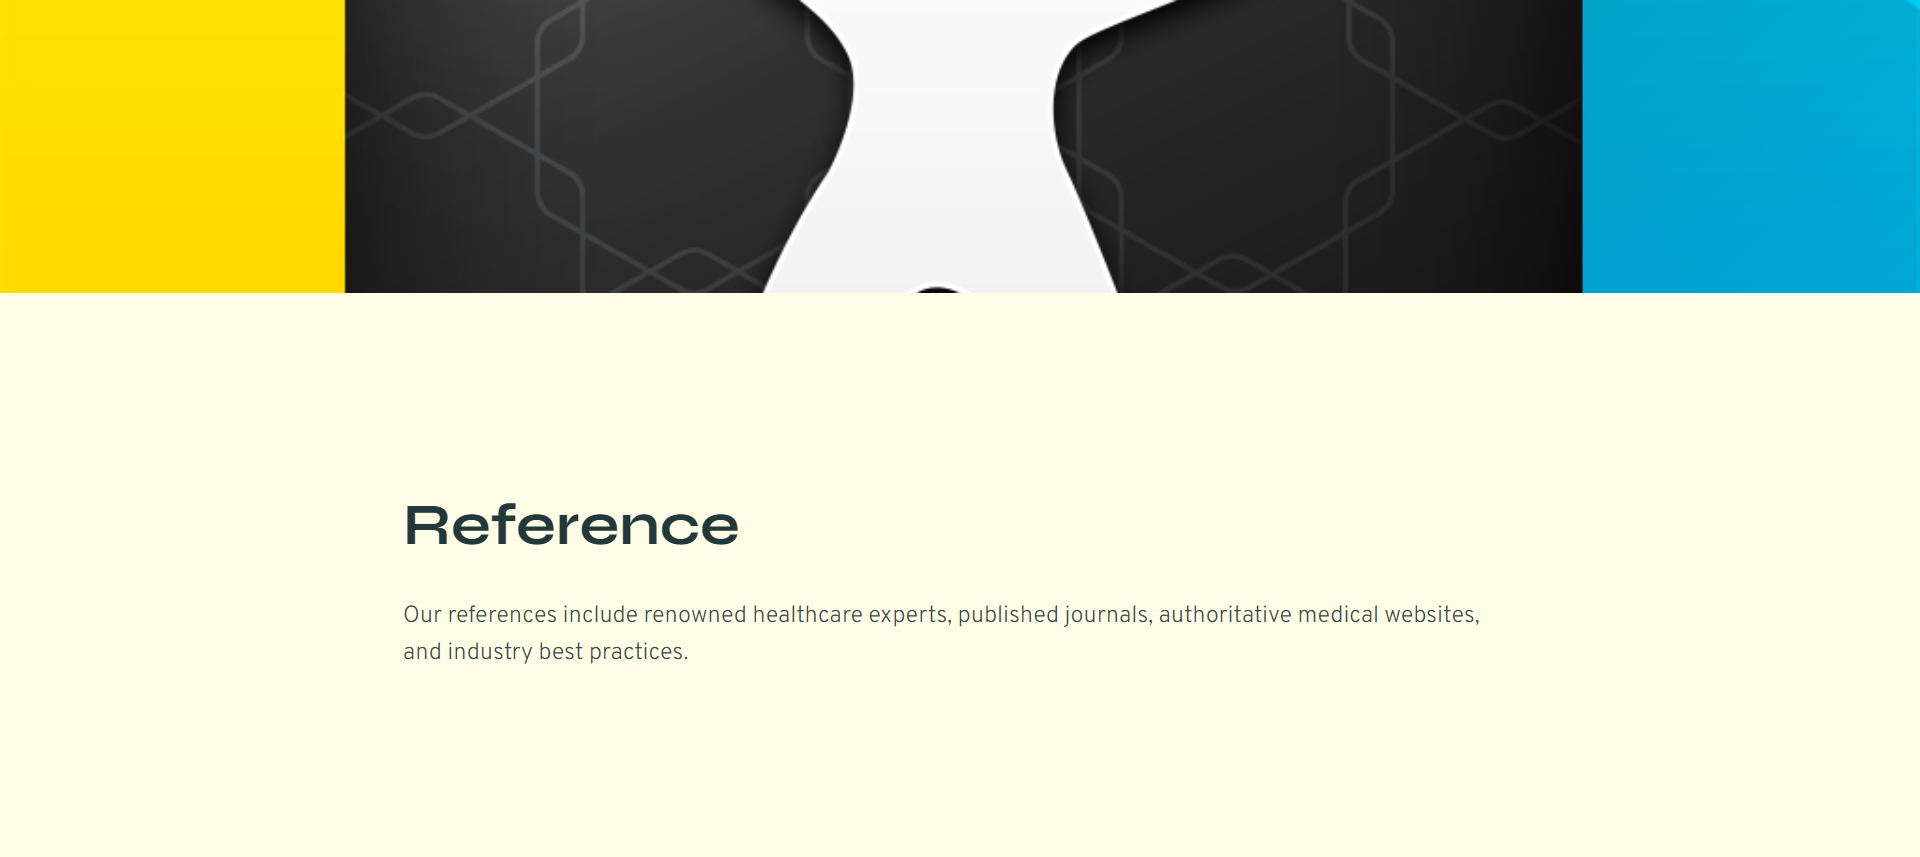 Reference
Our references include renowned healthcare experts, published journals, authoritative medical websites,
and industry best practices.